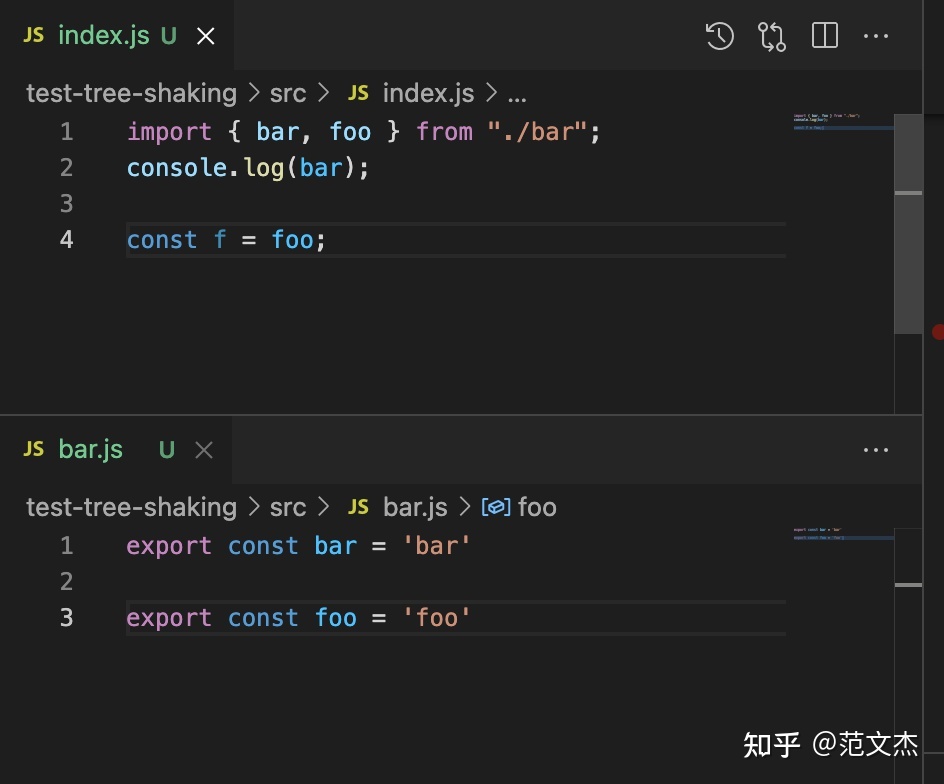 JS index.js U
test-tree-shaking > src > JS index.js > ...
1 import { bar, foo } from "./bar";
2 console.log(bar);
3
4 const f = foo;
JS bar.js U
test-tree-shaking > src > JS bar.js > foo
1 export const bar = 'bar'
2
3 export const foo = 'foo'
知乎 @范文杰